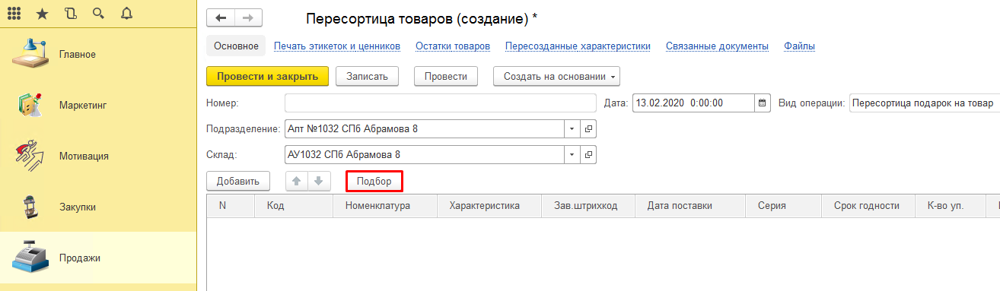 Пересортица товаров (создание) *
Главное
Маркетинг
Мотивация
Закупки
Продажи
Основное Печать этикеток и ценников Остатки товаров Пересозданные характеристики Связанные документы Файлы
Провести и закрыть Записать Провести Создать на основании
Номер: Дата: 13.02.2020 0:00:00 Вид операции: Пересортица подарок на товар
Подразделение: Апт №1032 СПб Абрамова 8
Склад: АУ1032 СПб Абрамова 8
Добавить Подбор
N Код Номенклатура Характеристика Зав.штрихкод Дата поставки Серия Срок годности К-во уп.